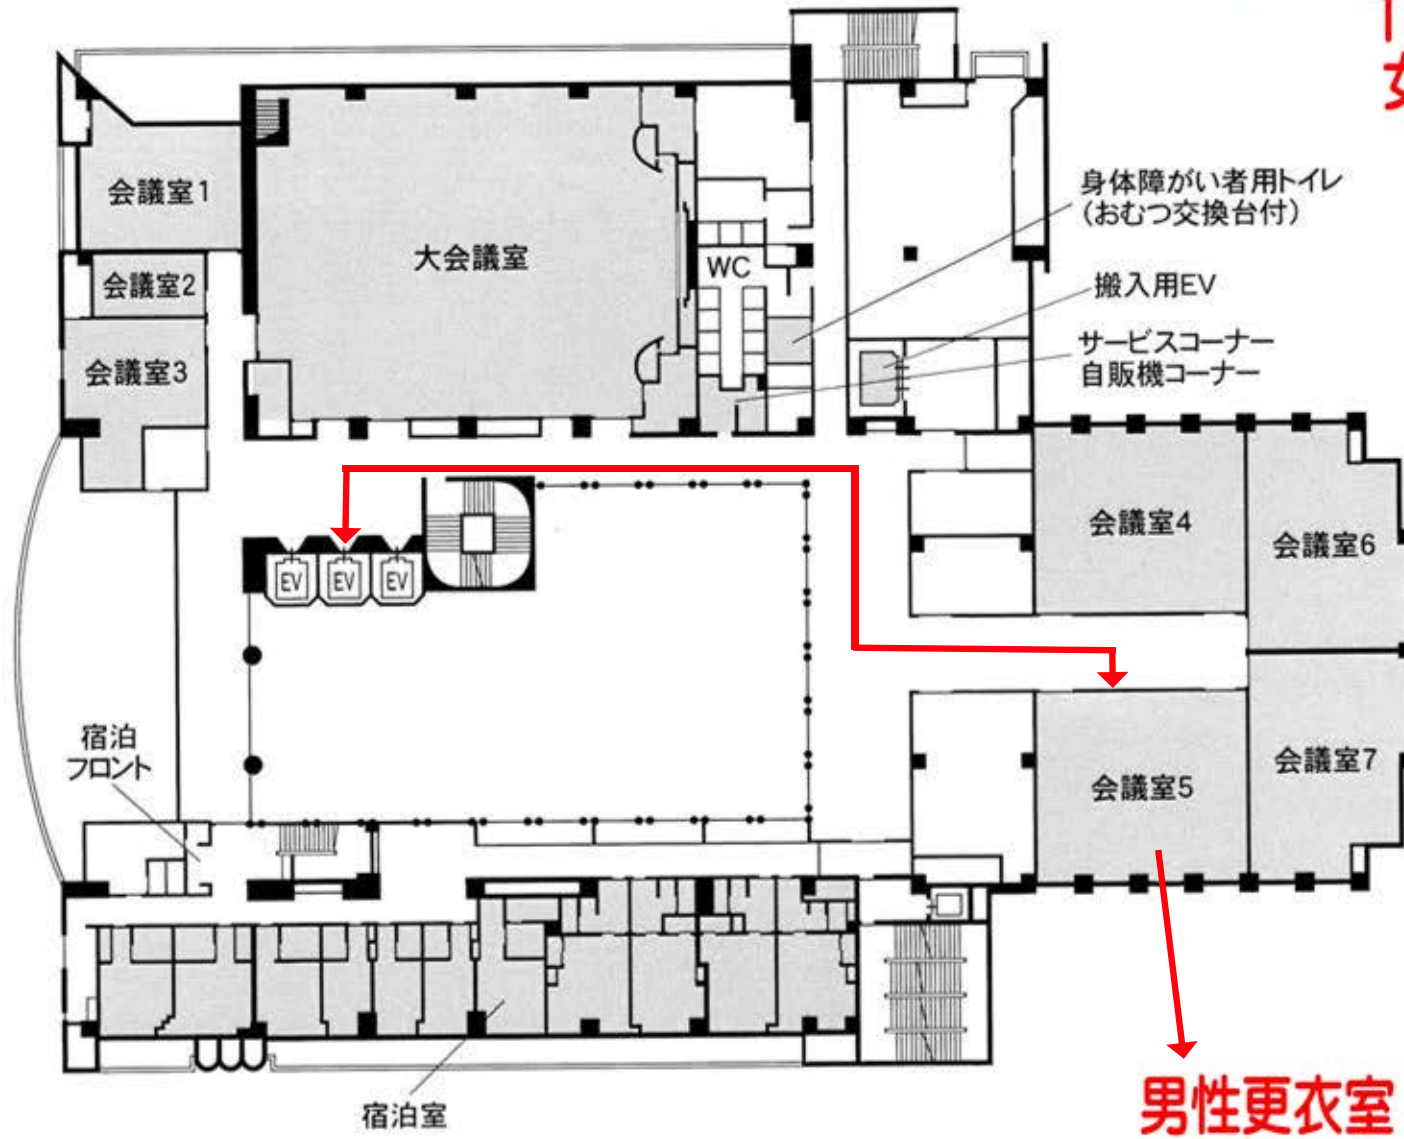 女
会議室1
大会議室
身体障がい者用トイレ
(おむつ交換台付)
WC
会議室2
搬入用EV
会議室3
サービスコーナー
自販機コーナー
会議室4
会議室6
EV
EV
EV
宿泊
フロント
会議室7
会議室5
宿泊室
男性更衣室